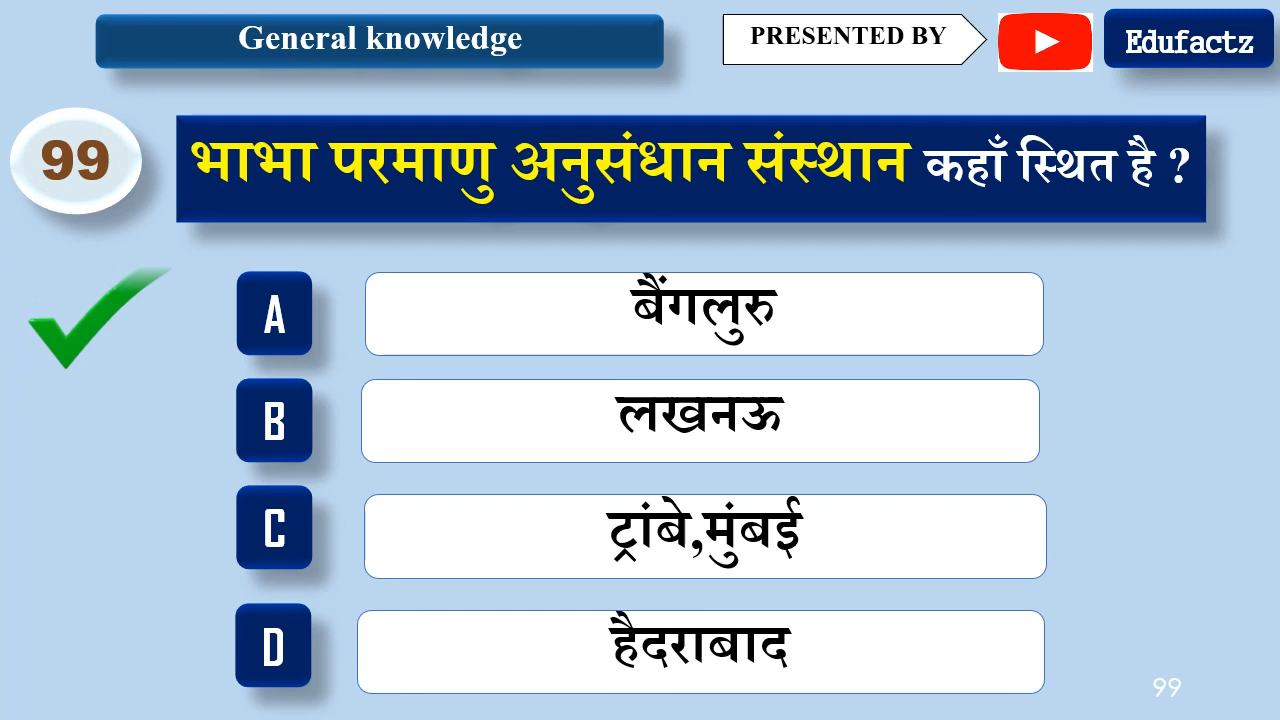 General knowledge
PRESENTED BY
Edufactz
99
भाभा परमाणु अनुसंधान संस्थान कहाँ स्थित है ?
A
बैंगलुरु
B
लखनऊ
C
ट्रांबे,मुंबई
D
हैदराबाद
99